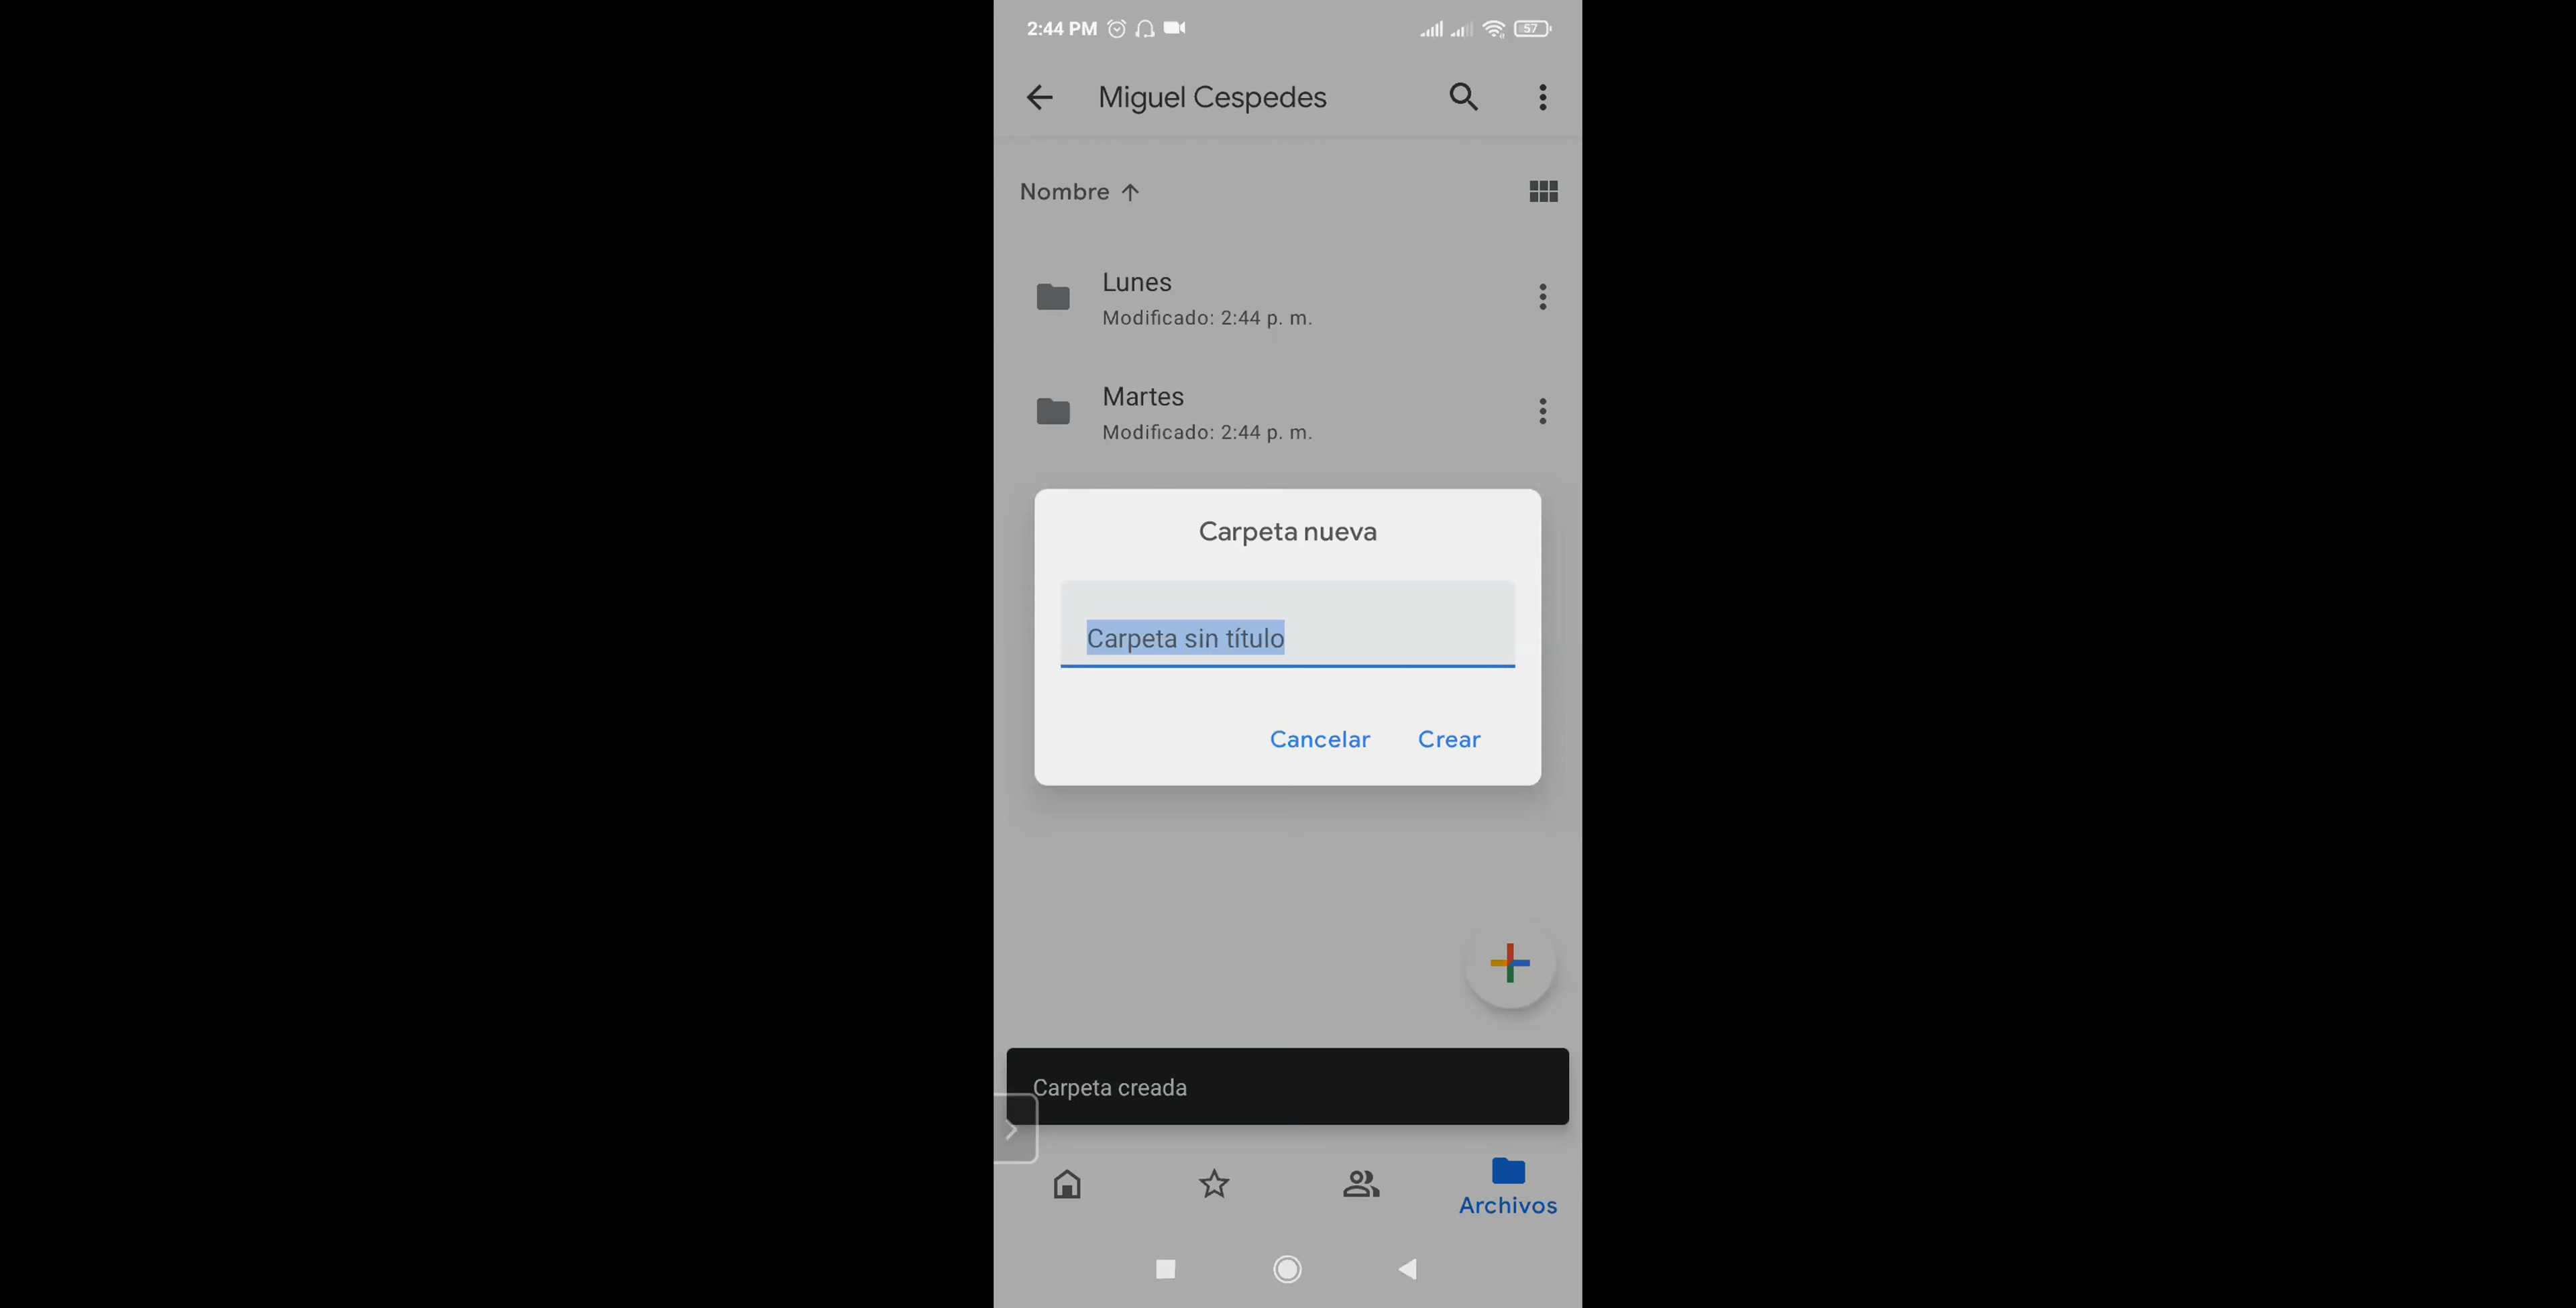 2:44 PM 57
Miguel Cespedes
Nombre
Lunes
Modificado: 2:44 p. m.
Martes
Modificado: 2:44 p. m.
Carpeta nueva
Carpeta sin título
Cancelar Crear
Carpeta creada
Archivos